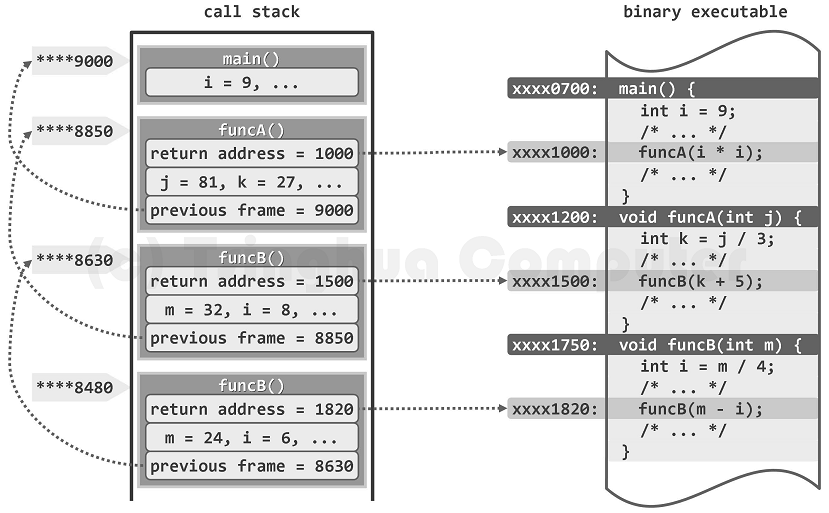 call stack
****9000
main()
i = 9, ...
****8850
funcA()
return address = 1000
j = 81, k = 27, ...
previous frame = 9000
****8630
funcB()
return address = 1500
m = 32, i = 8, ...
previous frame = 8850
****8480
funcB()
return address = 1820
m = 24, i = 6, ...
previous frame = 8630
binary executable
xxxx0700: main() {
int i = 9;
/* ... */
xxxx1000: funcA(i * i);
/* ... */
}
xxxx1200: void funcA(int j) {
int k = j / 3;
/* ... */
xxxx1500: funcB(k + 5);
/* ... */
}
xxxx1750: void funcB(int m) {
int i = m / 4;
/* ... */
xxxx1820: funcB(m - i);
/* ... */
}
(c) Tsinghua Computer